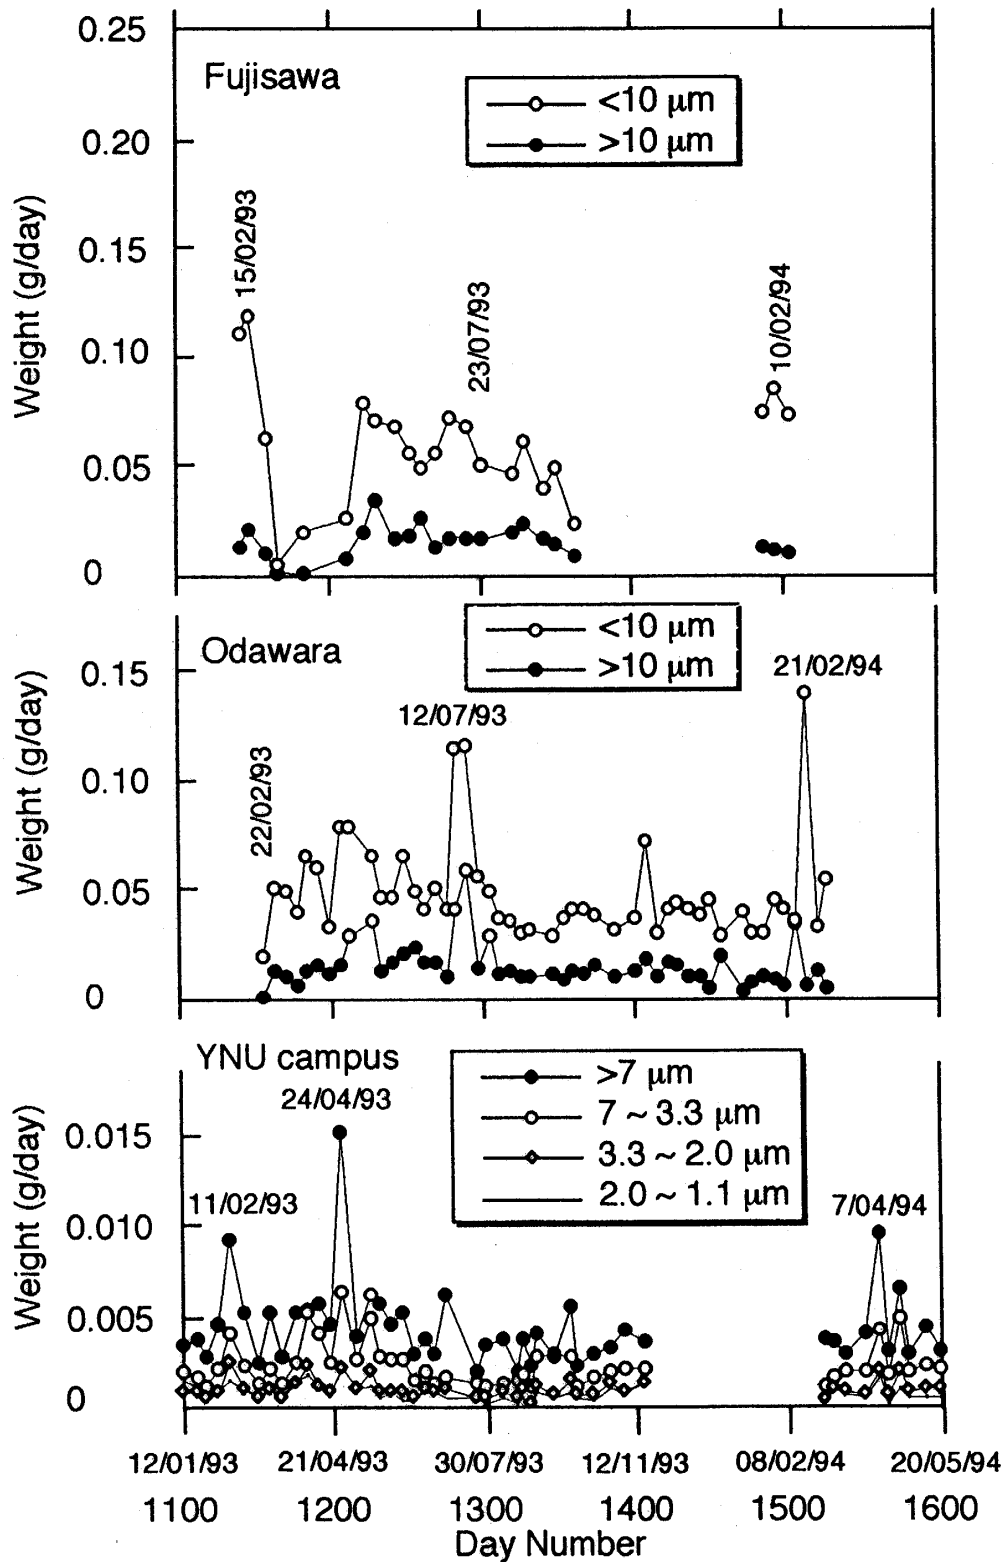 0.25
Fujisawa
<10 μm
>10 μm
0.20
15/02/93
0.15
23/07/93
10/02/94
Weight (g/day)
0.10
0.05
0
Odawara
<10 μm
>10 μm
0.15
21/02/94
12/07/93
22/02/93
Weight (g/day)
0.10
0.05
0
YNU campus
24/04/93
>7 μm
7 ~ 3.3 μm
3.3 ~ 2.0 μm
2.0 ~ 1.1 μm
0.015
11/02/93
7/04/94
Weight (g/day)
0.010
0.005
0
12/01/93 21/04/93 30/07/93 12/11/93 08/02/94 20/05/94
1100 1200 1300 1400 1500 1600
Day Number